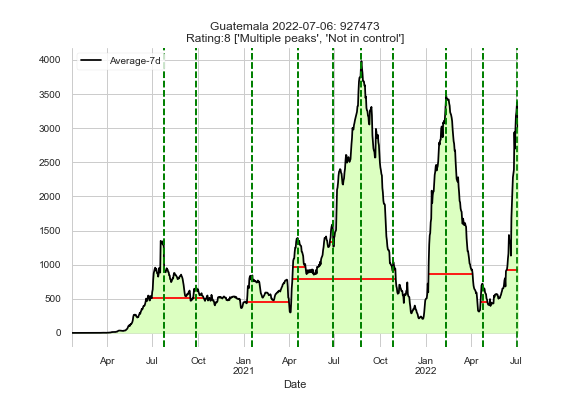 Guatemala 2022-07-06: 927473
Rating:8 ['Multiple peaks', 'Not in control']
Average-7d
4000
3500
3000
2500
2000
1500
1000
500
0
Apr Jul Oct Jan Apr Jul Oct Jan Apr Jul
2021 2022
Date